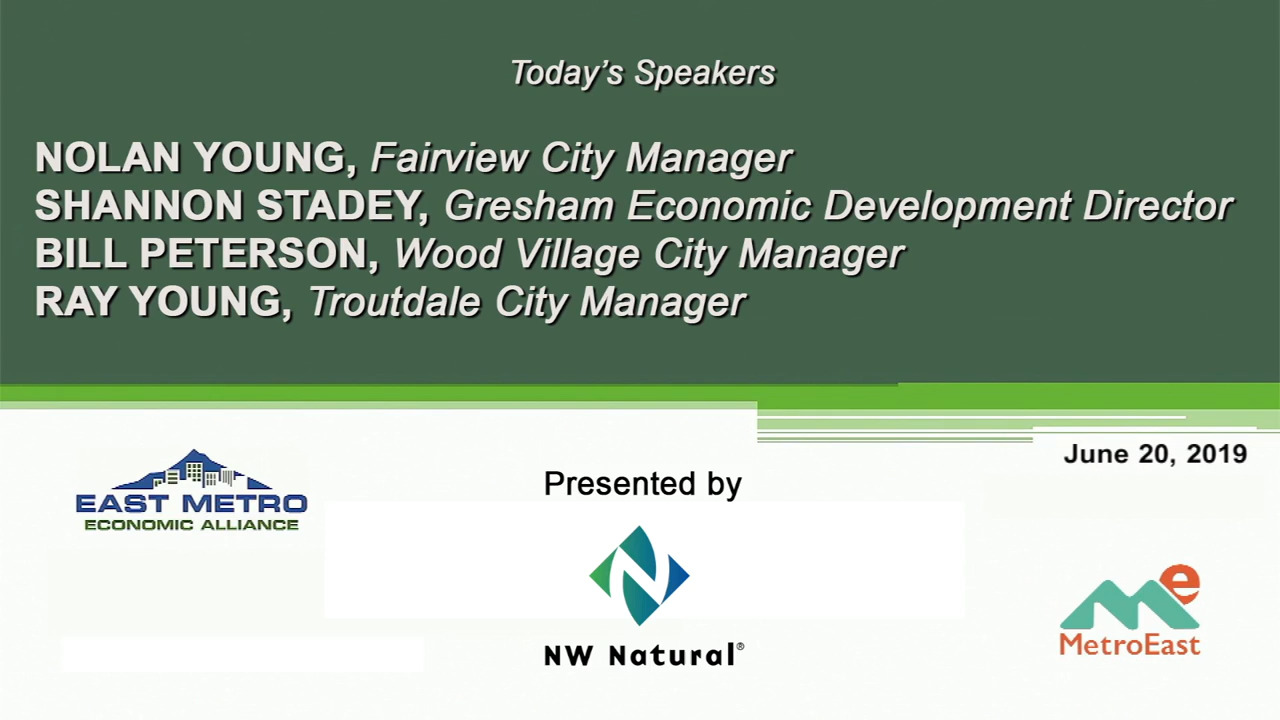 Today's Speakers
NOLAN YOUNG, Fairview City Manager
SHANNON STADEY, Gresham Economic Development Director
BILL PETERSON, Wood Village City Manager
RAY YOUNG, Troutdale City Manager
June 20, 2019
EAST METRO
ECONOMIC ALLIANCE
Presented by
NW Natural®
Me
MetroEast